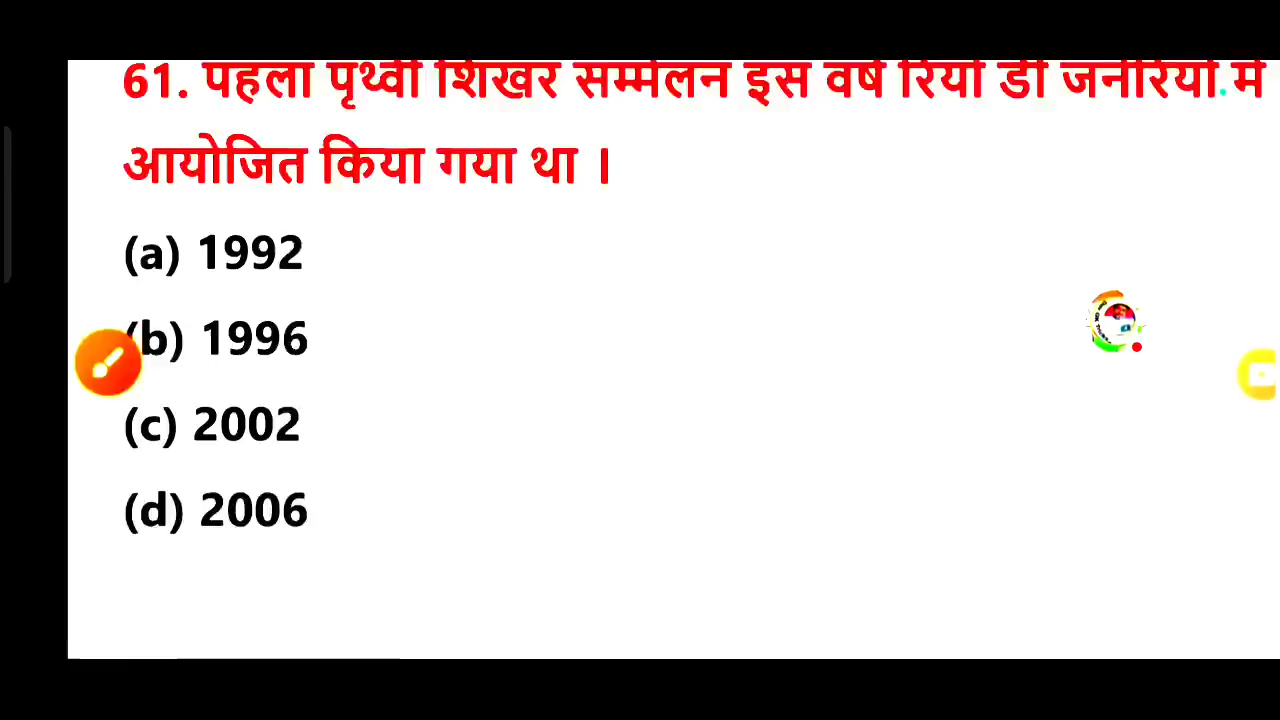 61. पहला पृथ्वी शिखर सम्मेलन इस वर्ष रियो डी जनेरियो में
आयोजित किया गया था ।
(a) 1992
(b) 1996
(c) 2002
(d) 2006